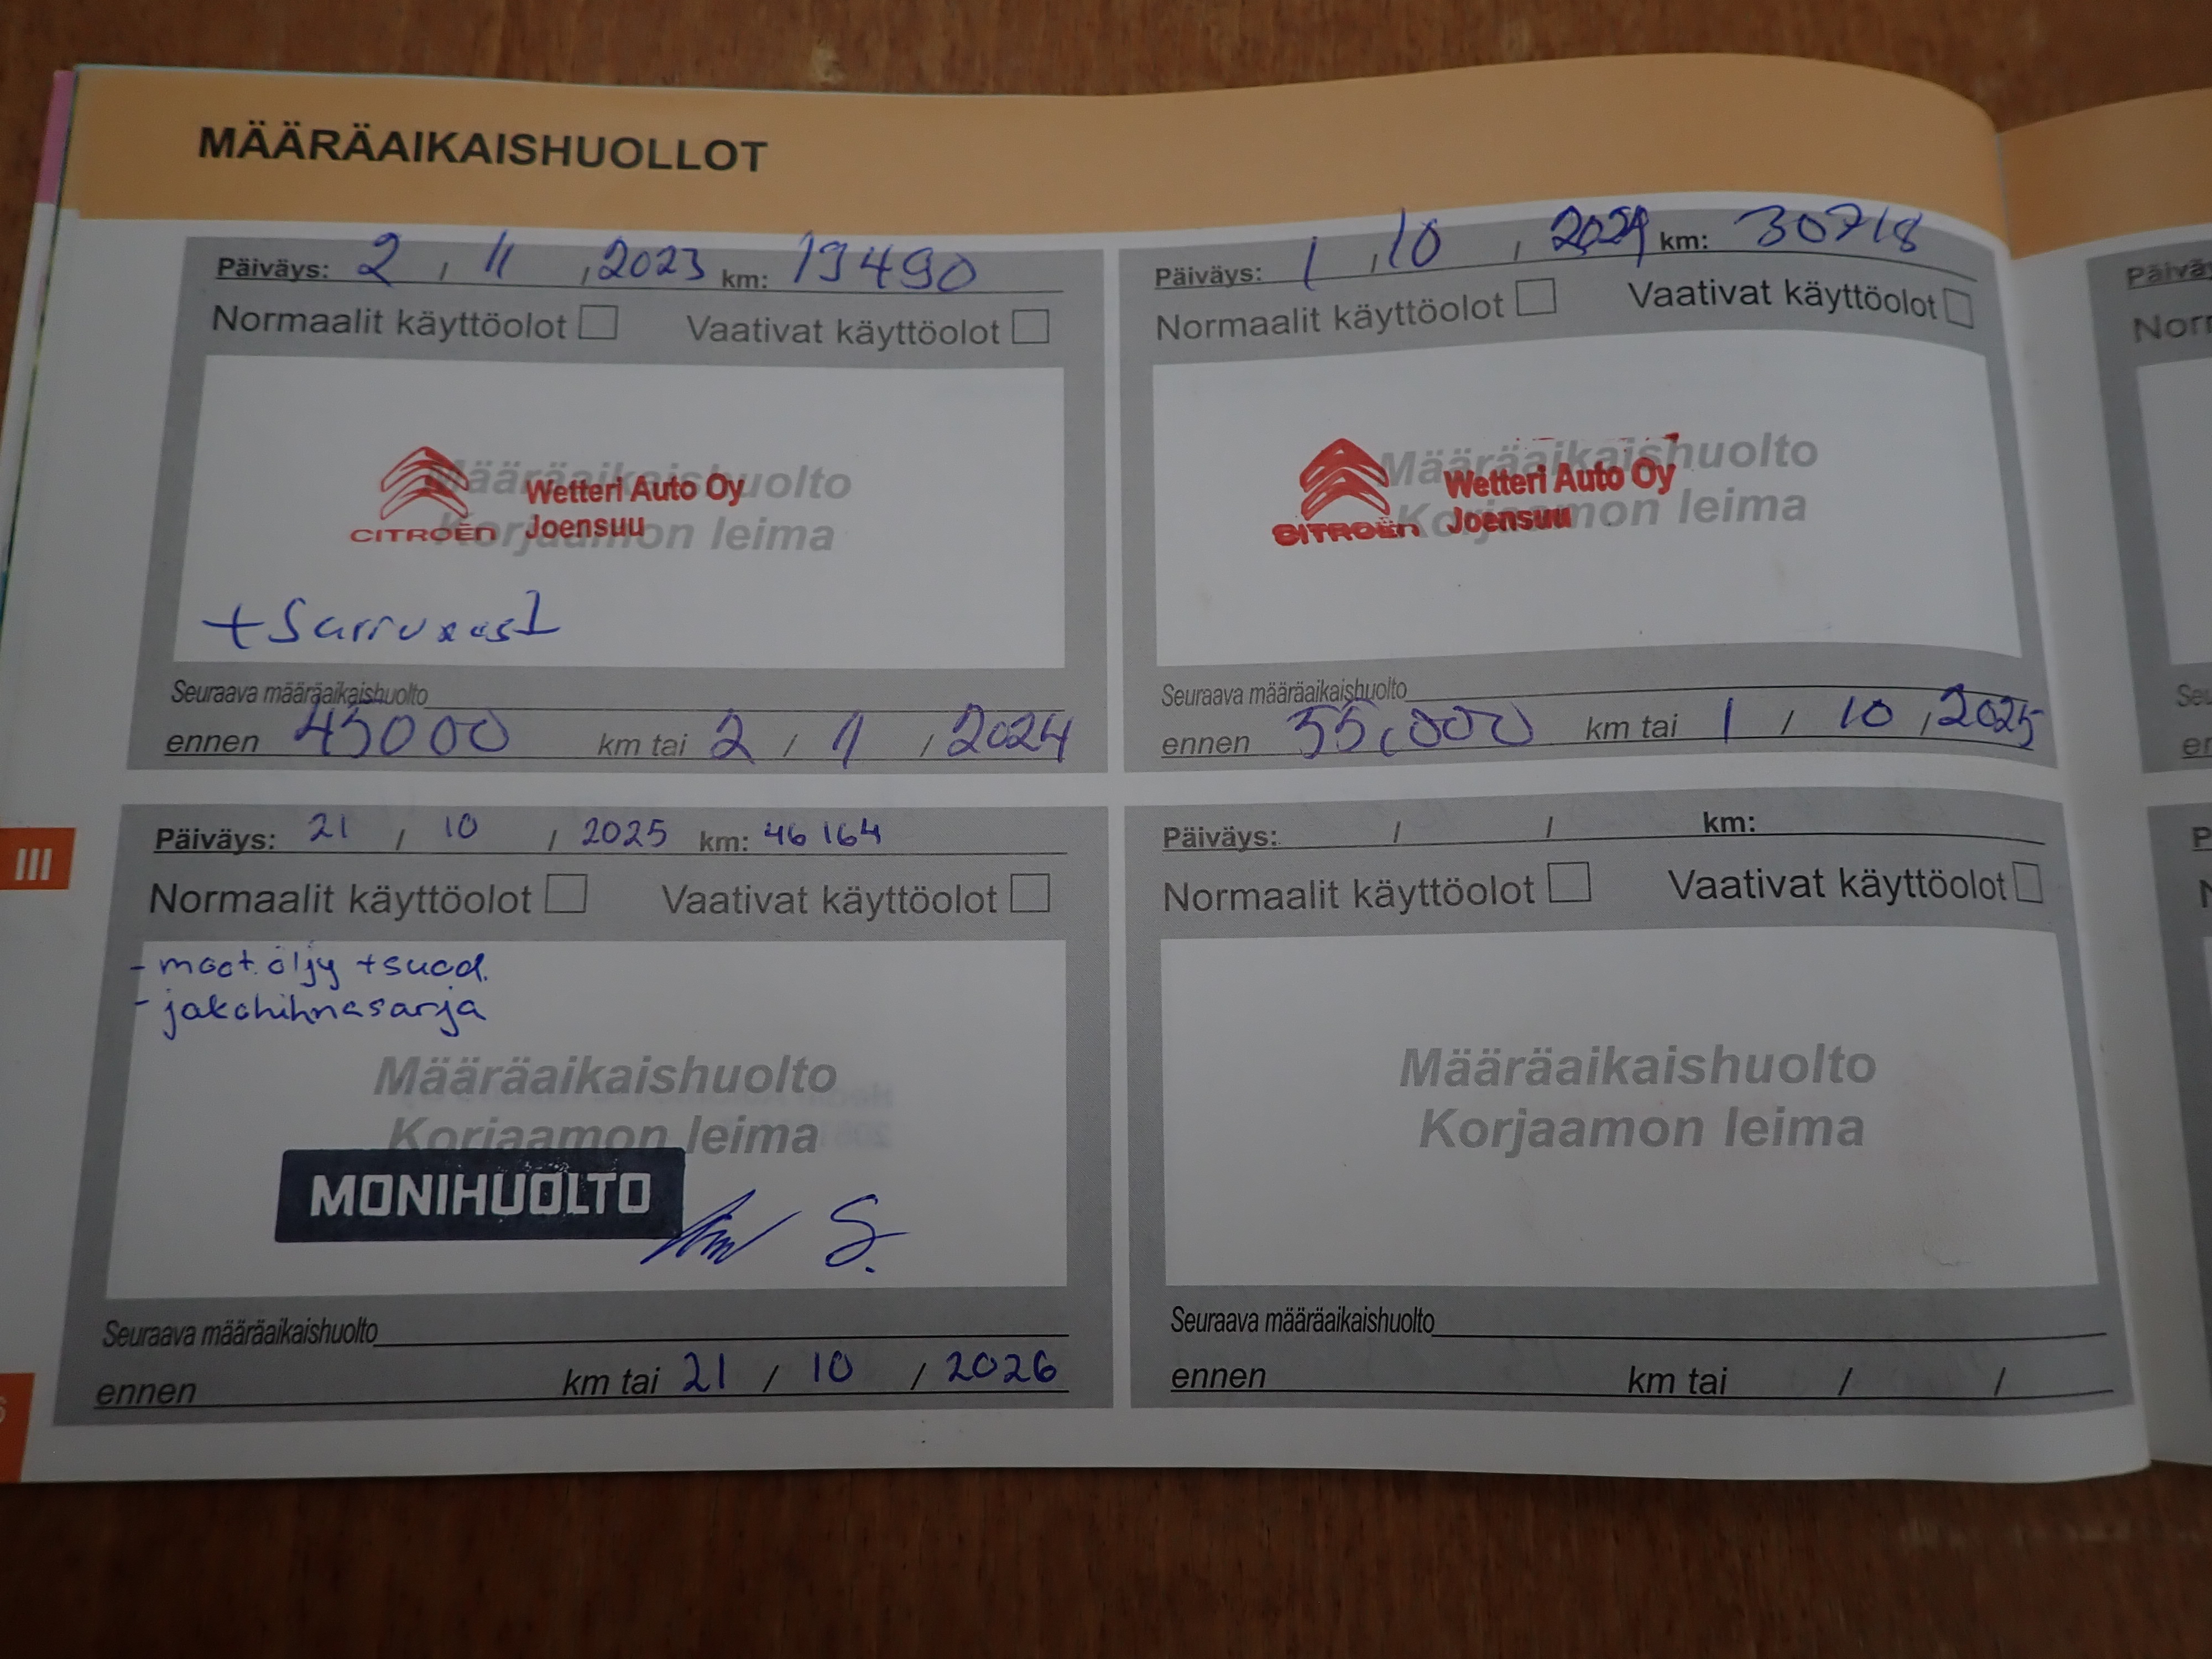 MÄÄRÄAIKAISHUOLLOT
Päiväys: 2 / 11 / 2023 km: 19490
Normaalit käyttöolot Vaativat käyttöolot
Määräaikaishuolto
Korjaamon leima
CITROËN
Wetteri Auto Oy
Joensuu
Seuraava määräaikaishuolto
ennen 45000 km tai 2 / 11 / 2024
Päiväys: 1 / 10 / 2024 km: 30718
Normaalit käyttöolot Vaativat käyttöolot
Määräaikaishuolto
Korjaamon leima
CITROËN
Wetteri Auto Oy
Joensuu
Seuraava määräaikaishuolto
ennen 55,000 km tai 1 / 10 / 2025
III
Päiväys: 21 / 10 / 2025 km: 46 164
Normaalit käyttöolot Vaativat käyttöolot
- moot. öljy + suod.
- jakohihnasarja
Määräaikaishuolto
Korjaamon leima
MONIHUOLTO
Seuraava määräaikaishuolto
ennen km tai 21 / 10 / 2026
Päiväys: / / km:
Normaalit käyttöolot Vaativat käyttöolot
Määräaikaishuolto
Korjaamon leima
Seuraava määräaikaishuolto
ennen km tai / /